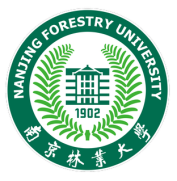 NANJING FORESTRY UNIVERSITY
1902
南京林業大學